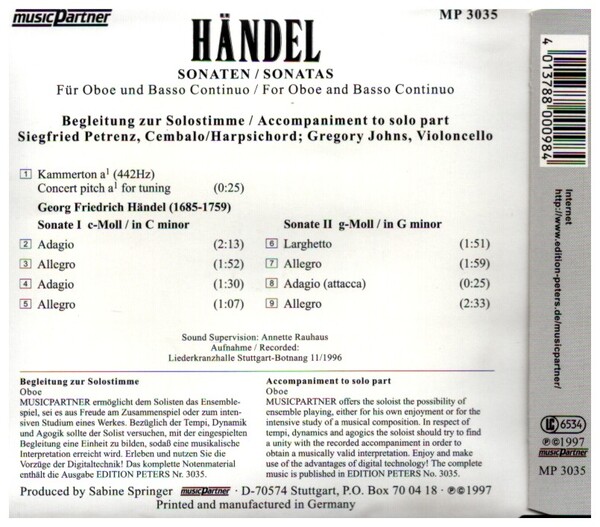 musicPartner
MP 3035
HÄNDEL
SONATEN / SONATAS
Für Oboe und Basso Continuo / For Oboe and Basso Continuo
Begleitung zur Solostimme / Accompaniment to solo part
Siegfried Petrenz, Cembalo/Harpsichord; Gregory Johns, Violoncello
1 Kammerton a¹ (442Hz)
Concert pitch a¹ for tuning (0:25)
Georg Friedrich Händel (1685-1759)
Sonate I c-Moll / in C minor
2 Adagio (2:13)
3 Allegro (1:52)
4 Adagio (1:30)
5 Allegro (1:07)
Sonate II g-Moll / in G minor
6 Larghetto (1:51)
7 Allegro (1:59)
8 Adagio (attacca) (0:25)
9 Allegro (2:33)
Sound Supervision: Annette Rauhaus
Aufnahme / Recorded:
Liederkranzhalle Stuttgart-Botnang 11/1996
Begleitung zur Solostimme
Oboe
MUSICPARTNER ermöglicht dem Solisten das Ensemble-
spiel, sei es aus Freude am Zusammenspiel oder zum inten-
siven Studium eines Werkes. Bezüglich der Tempi, Dynamik
und Agogik sollte der Solist versuchen, mit der eingespielten
Begleitung eine Einheit zu bilden, sodaß eine musikalische
Interpretation erreicht wird. Erleben und nutzen Sie die
Vorzüge der Digitaltechnik! Das komplette Notenmaterial
enthält die Ausgabe EDITION PETERS Nr. 3035.
Accompaniment to solo part
Oboe
MUSICPARTNER offers the soloist the possibility of
ensemble playing, either for his own enjoyment or for the
intensive study of a musical composition. In respect of
tempi, dynamics and agogics the soloist should try to find
a unity with the recorded accompaniment in order to
obtain a musically valid interpretation. Enjoy and make
use of the advantages of digital technology! The complete
music is published in EDITION PETERS No. 3035.
Produced by Sabine Springer musicPartner · D-70574 Stuttgart, P.O. Box 70 04 18 · ℗©1997
Printed and manufactured in Germany
4 013788 000984
Internet
http://www.edition-peters.de/musicpartner/
LC 6534
℗©1997
musicPartner
MP 3035